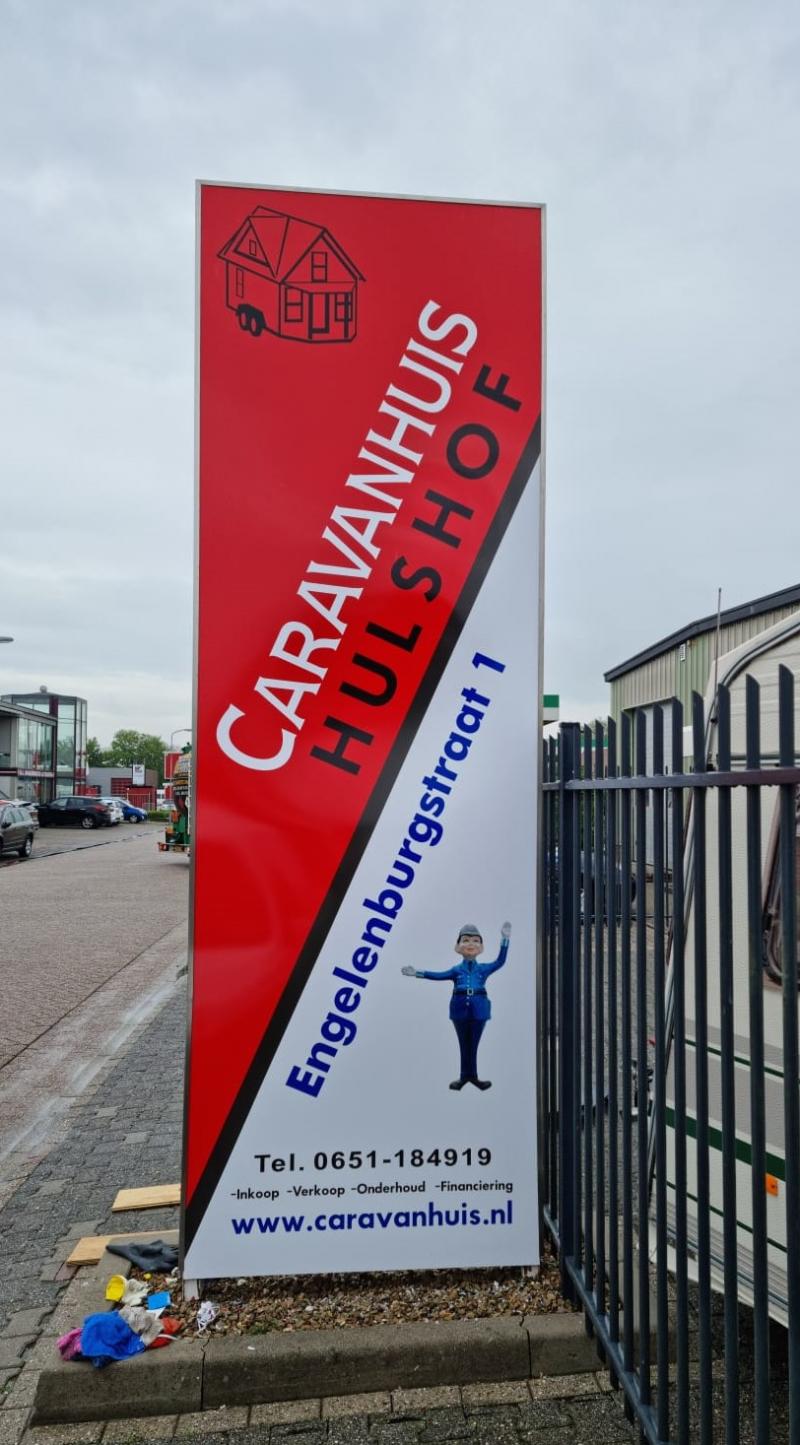 CARAVANHUIS
HULSHOF
Engelenburgstraat 1
Tel. 0651-184919
-Inkoop -Verkoop -Onderhoud -Financiering
www.caravanhuis.nl